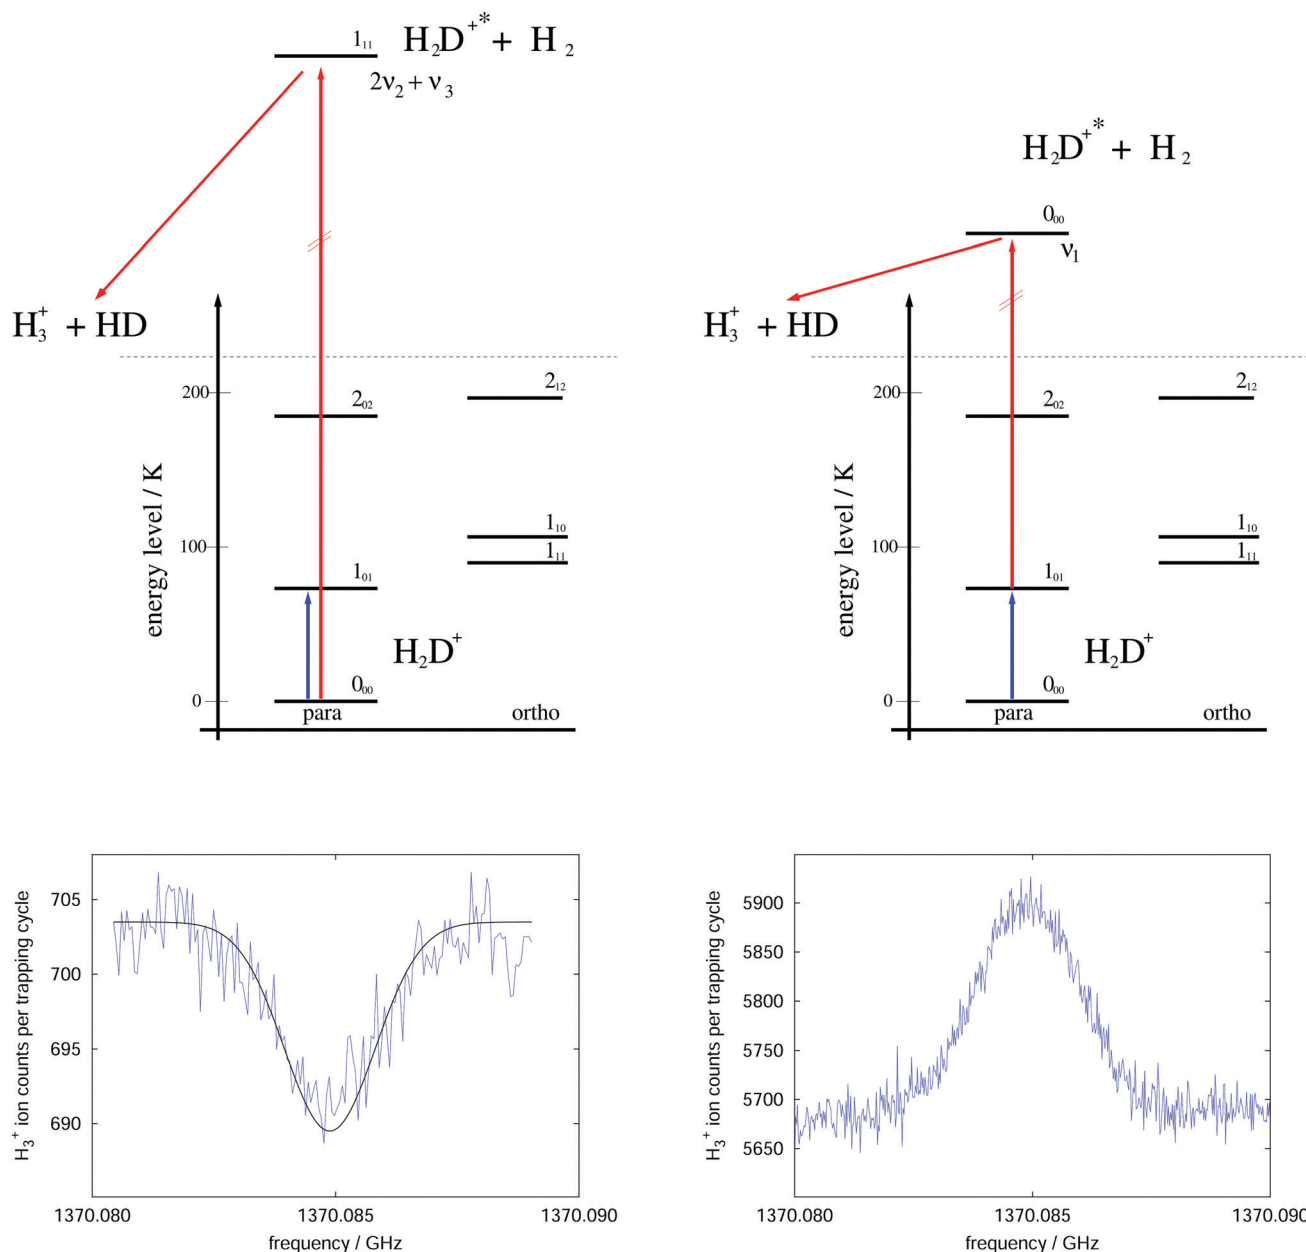 1₁₁ H₂D⁺* + H₂
2ν₂ + ν₃
H₃⁺ + HD
200
2₀₂
2₁₂
energy level / K
100
1₁₀
1₁₁
1₀₁
H₂D⁺
0₀₀
0
para
ortho
H₂D⁺* + H₂
0₀₀
ν₁
H₃⁺ + HD
200
2₀₂
2₁₂
energy level / K
100
1₁₀
1₁₁
1₀₁
H₂D⁺
0₀₀
0
para
ortho
H₃⁺ ion counts per trapping cycle
705
700
695
690
1370.080
1370.085
1370.090
frequency / GHz
H₃⁺ ion counts per trapping cycle
5900
5850
5800
5750
5700
5650
5600
1370.080
1370.085
1370.090
frequency / GHz